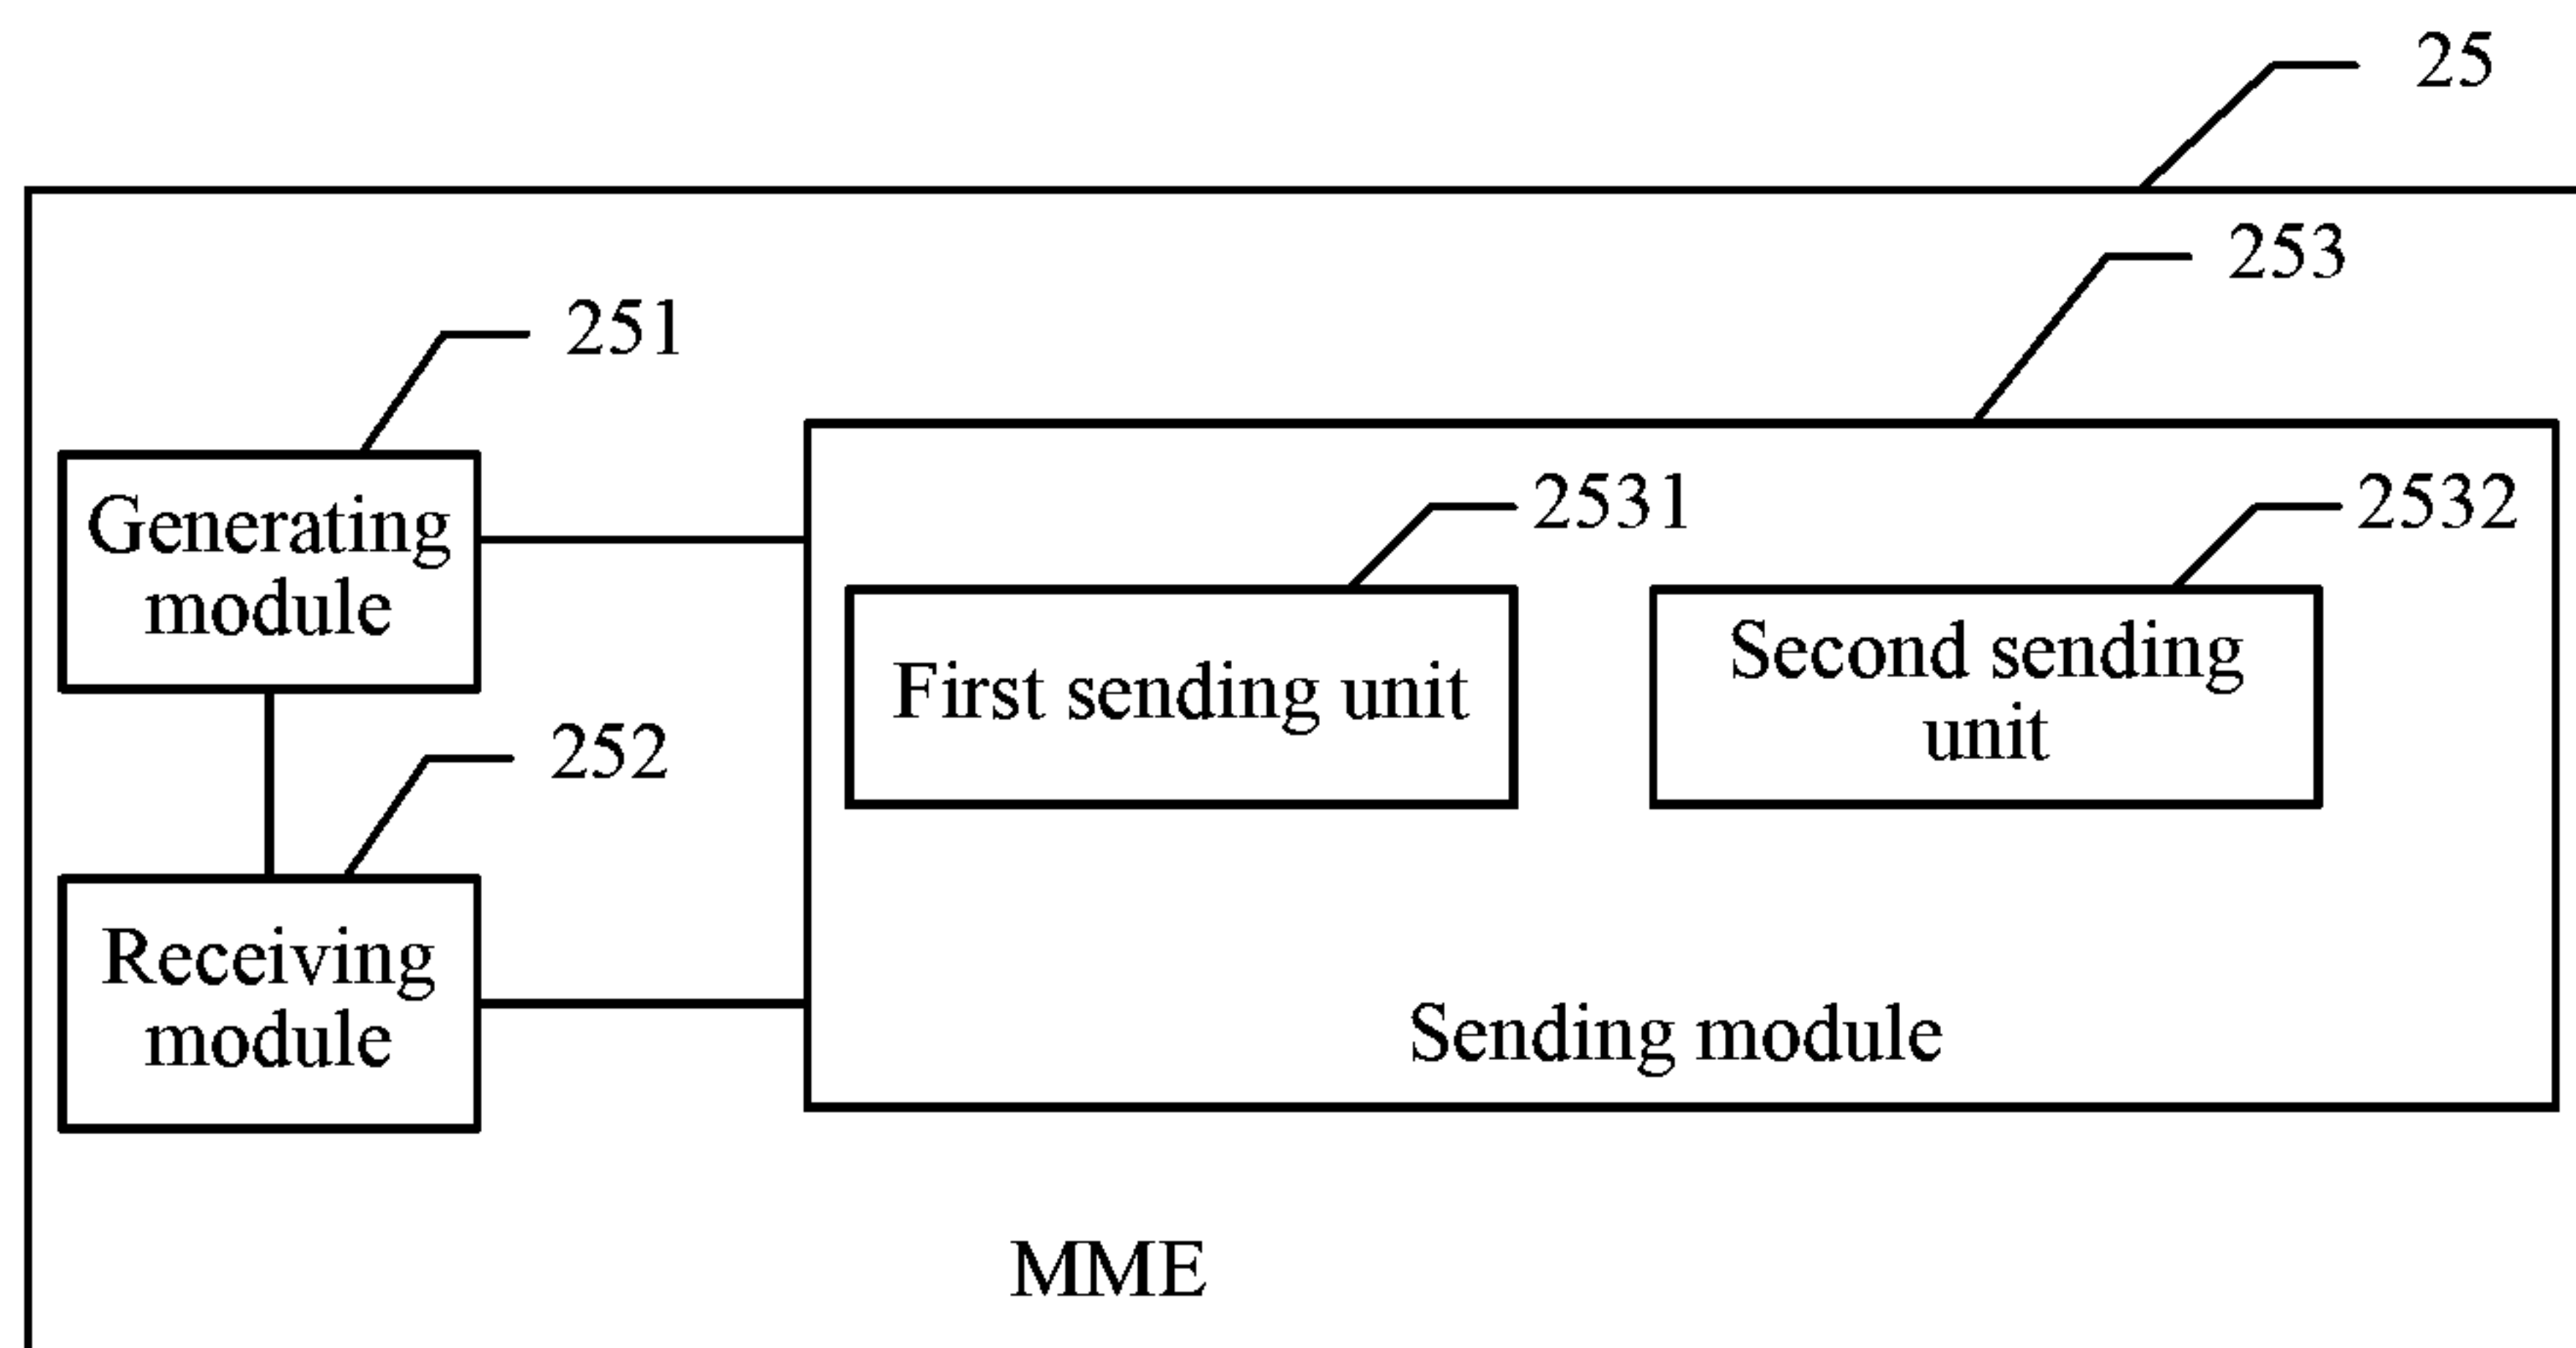 25
253
251
2531
2532
Generating
module
First sending unit
Second sending
unit
252
Receiving
module
Sending module
MME